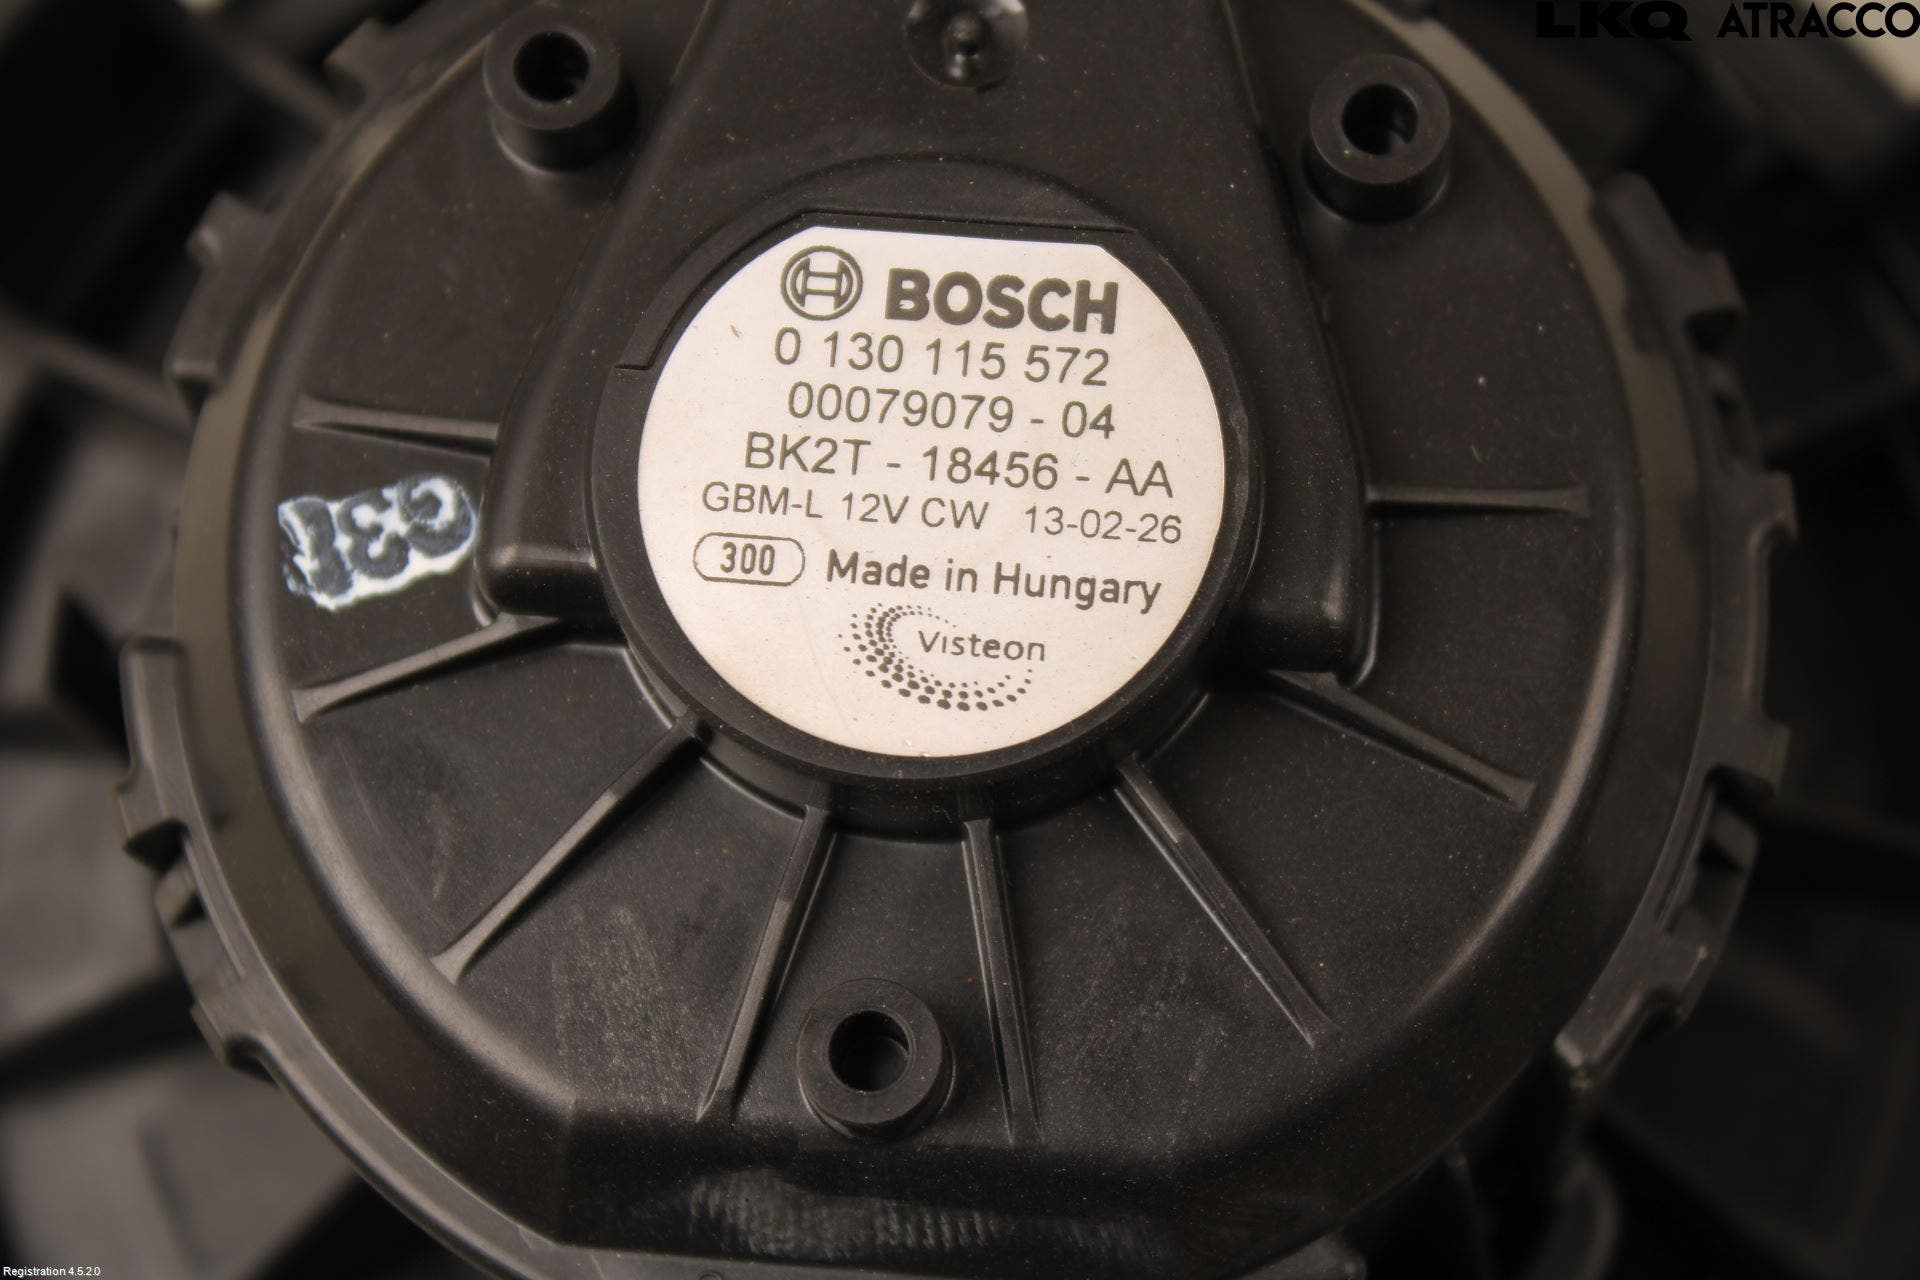 LKQ ATRACCO
BOSCH
0 130 115 572
00079079 - 04
BK2T - 18456 - AA
GBM-L 12V CW 13-02-26
300 Made in Hungary
Visteon
Registration 4.5.2.0